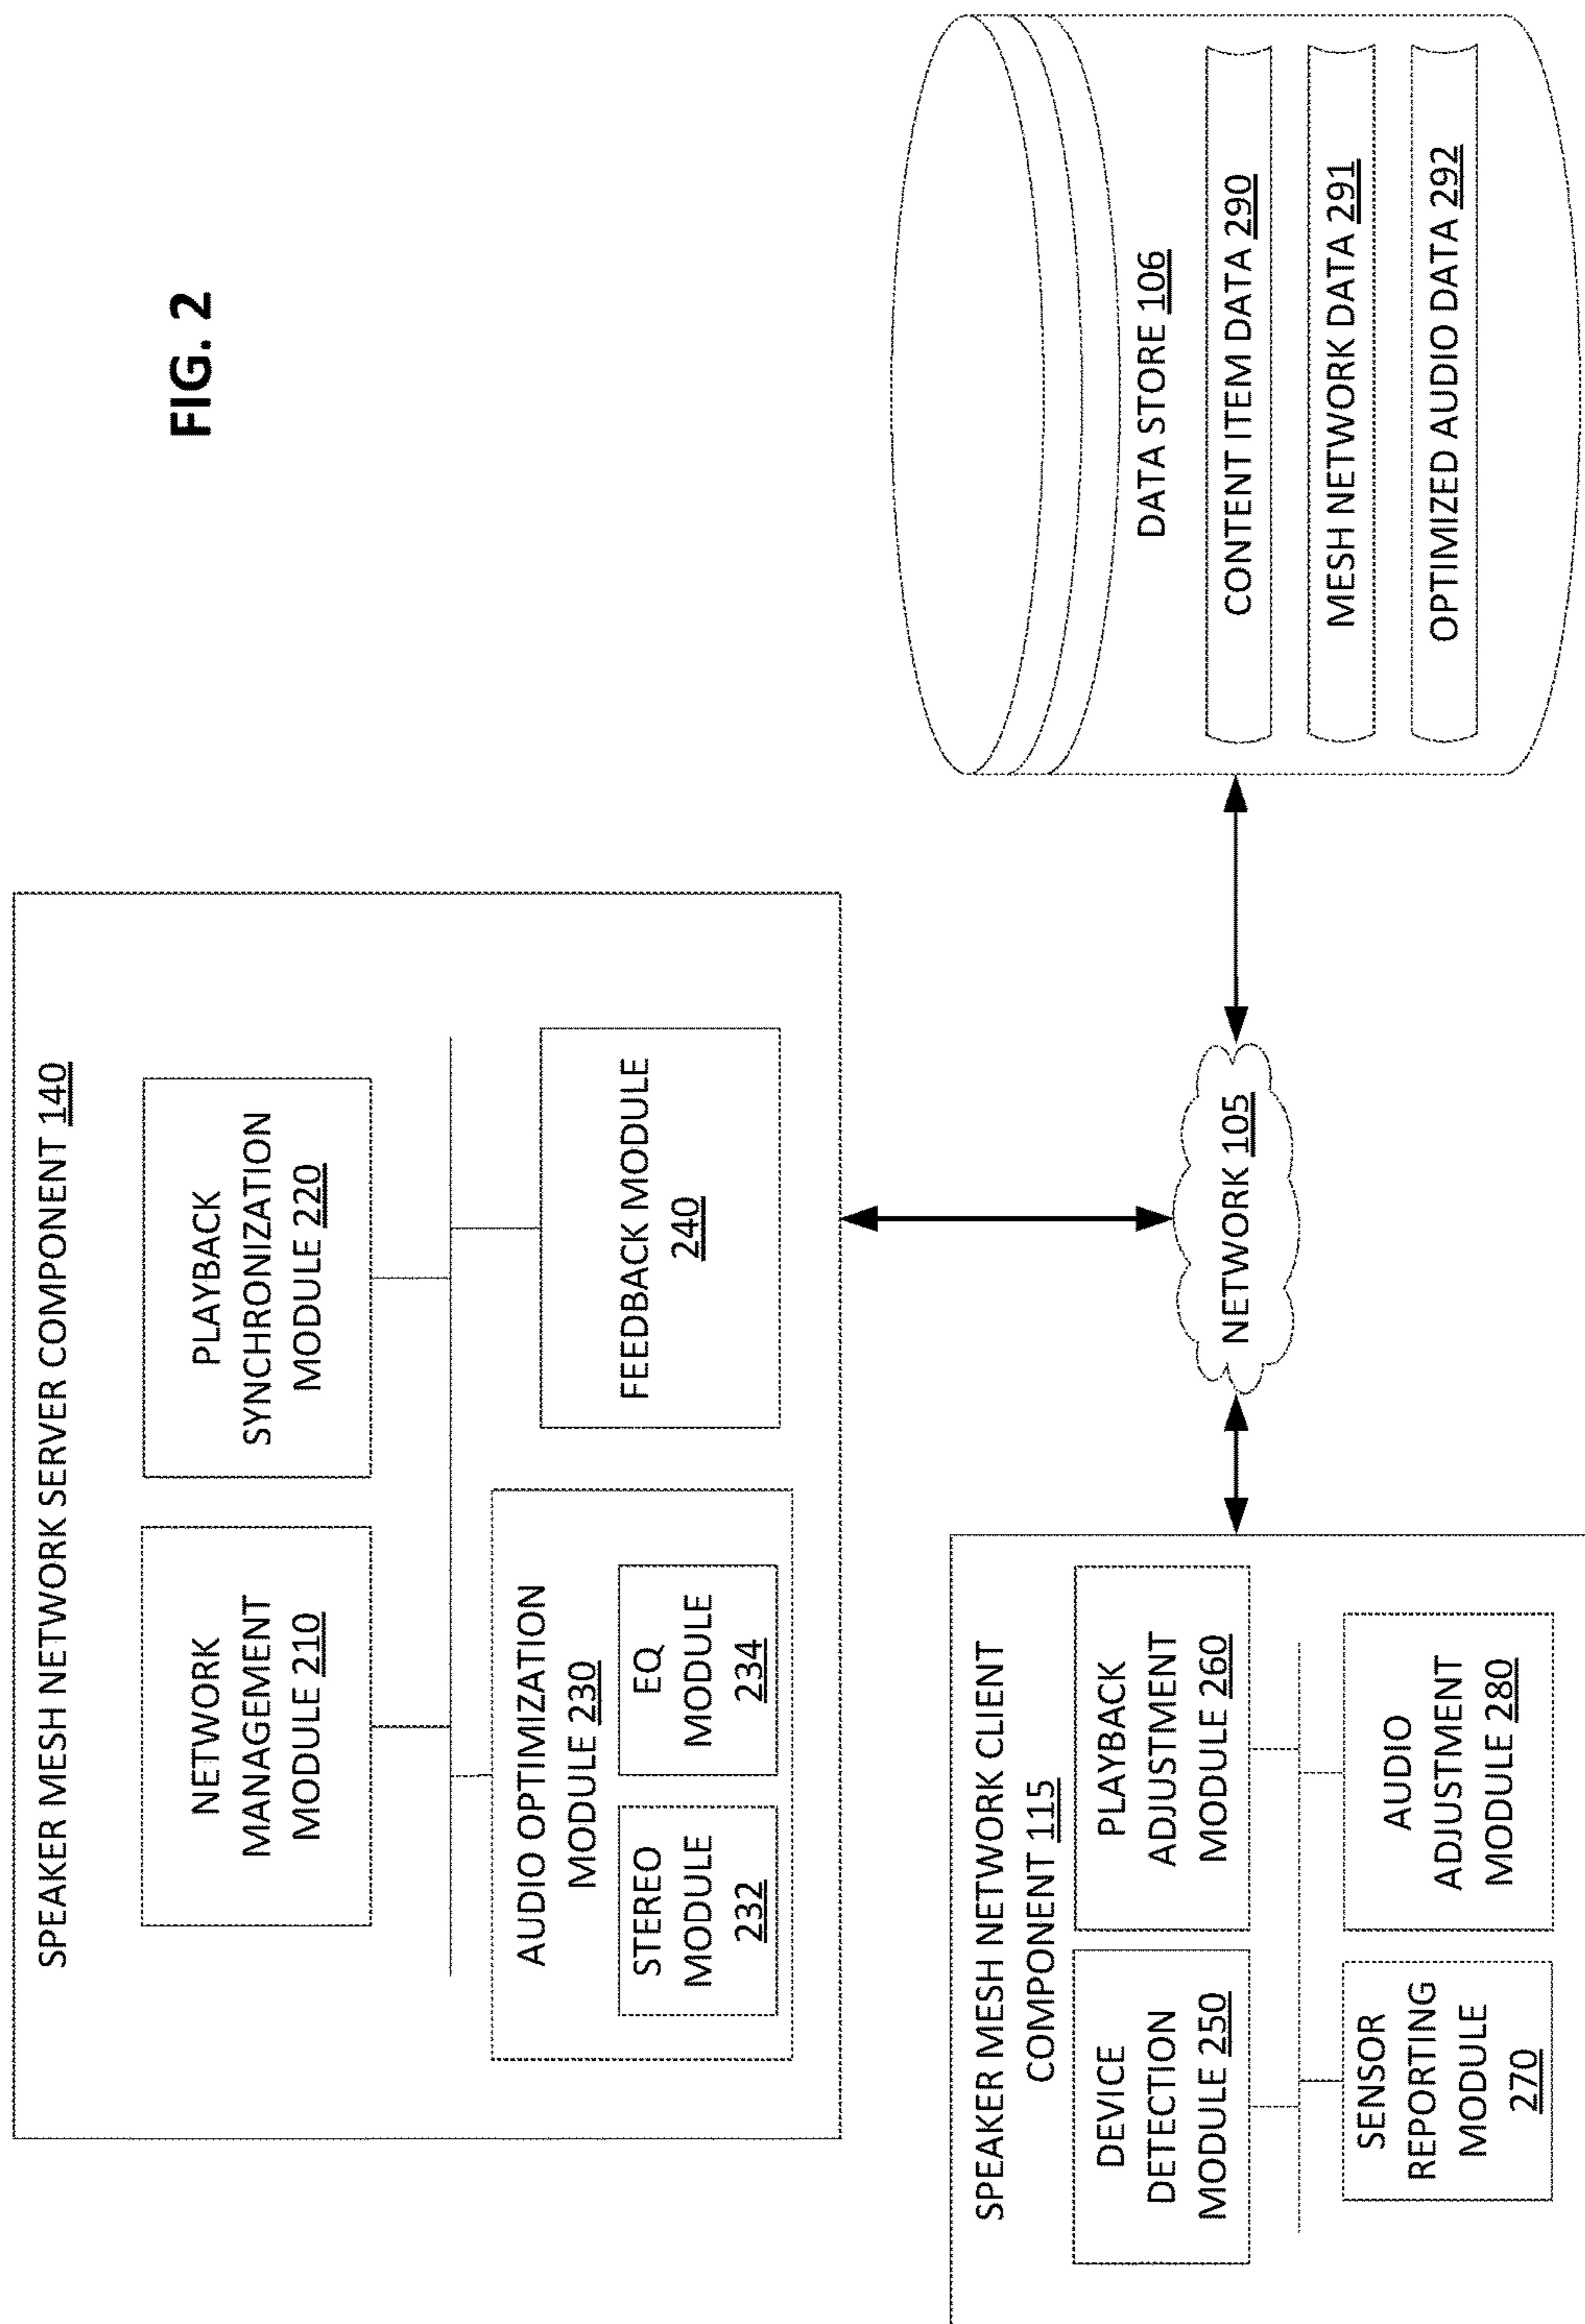 SPEAKER MESH NETWORK SERVER COMPONENT 140
NETWORK
MANAGEMENT
MODULE 210
PLAYBACK
SYNCHRONIZATION
MODULE 220
AUDIO OPTIMIZATION
MODULE 230
STEREO
MODULE
232
EQ
MODULE
234
FEEDBACK MODULE
240
FIG. 2
SPEAKER MESH NETWORK CLIENT
COMPONENT 115
DEVICE
DETECTION
MODULE 250
PLAYBACK
ADJUSTMENT
MODULE 260
SENSOR
REPORTING
MODULE
270
AUDIO
ADJUSTMENT
MODULE 280
NETWORK 105
DATA STORE 106
CONTENT ITEM DATA 290
MESH NETWORK DATA 291
OPTIMIZED AUDIO DATA 292